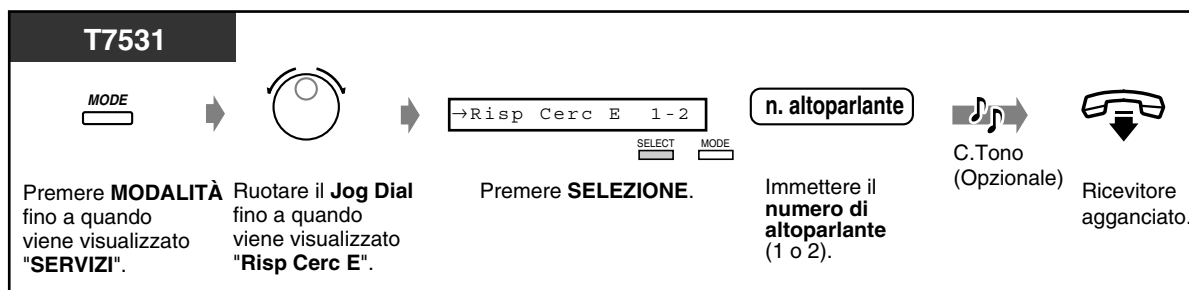 T7531
MODE
→Risp Cerc E 1-2
SELECT MODE
n. altoparlante
C.Tono
(Opzionale)
Premere MODALITÀ
fino a quando
viene visualizzato
"SERVIZI".
Ruotare il Jog Dial
fino a quando
viene visualizzato
"Risp Cerc E".
Premere SELEZIONE.
Immettere il
numero di
altoparlante
(1 o 2).
Ricevitore
agganciato.